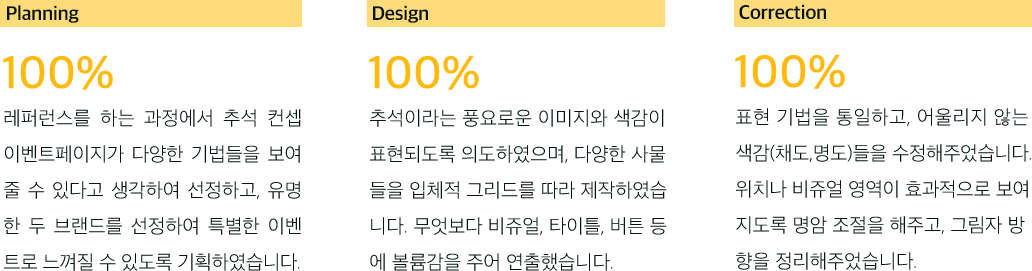 Planning
100%
레퍼런스를 하는 과정에서 추석 컨셉
이벤트페이지가 다양한 기법들을 보여
줄 수 있다고 생각하여 선정하고, 유명
한 두 브랜드를 선정하여 특별한 이벤
트로 느껴질 수 있도록 기획하였습니다.
Design
100%
추석이라는 풍요로운 이미지와 색감이
표현되도록 의도하였으며, 다양한 사물
들을 입체적 그리드를 따라 제작하였습
니다. 무엇보다 비쥬얼, 타이틀, 버튼 등
에 볼륨감을 주어 연출했습니다.
Correction
100%
표현 기법을 통일하고, 어울리지 않는
색감(채도,명도)들을 수정해주었습니다.
위치나 비쥬얼 영역이 효과적으로 보여
지도록 명암 조절을 해주고, 그림자 방
향을 정리해주었습니다.